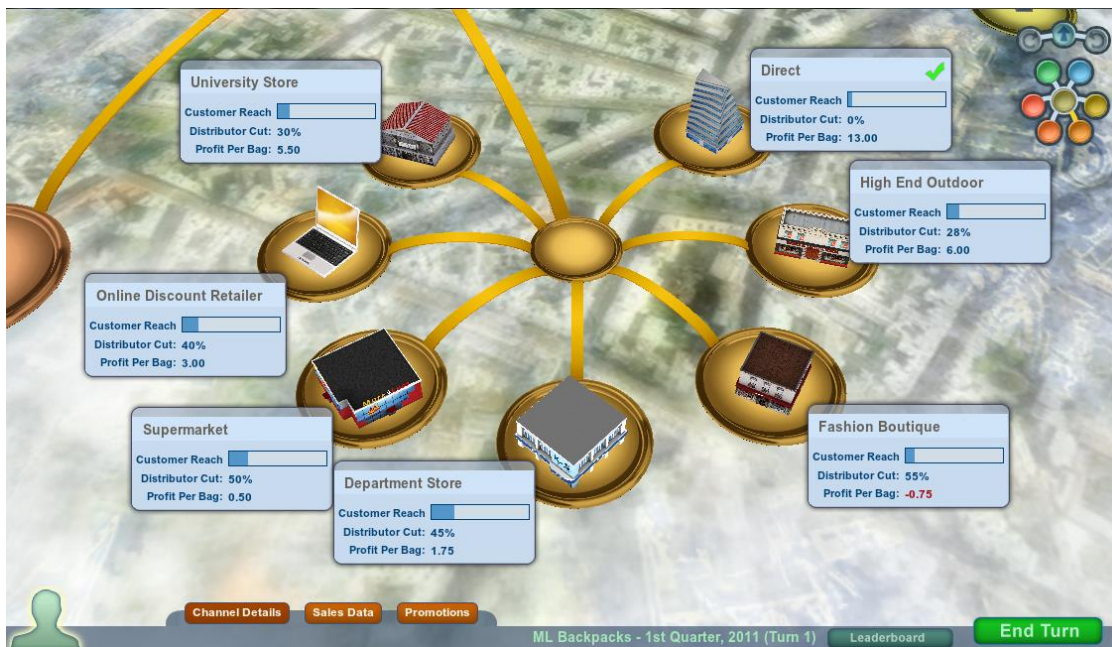 University Store
Customer Reach
Distributor Cut: 30%
Profit Per Bag: 5.50
Direct
Customer Reach
Distributor Cut: 0%
Profit Per Bag: 13.00
High End Outdoor
Customer Reach
Distributor Cut: 28%
Profit Per Bag: 6.00
Online Discount Retailer
Customer Reach
Distributor Cut: 40%
Profit Per Bag: 3.00
Supermarket
Customer Reach
Distributor Cut: 50%
Profit Per Bag: 0.50
Department Store
Customer Reach
Distributor Cut: 45%
Profit Per Bag: 1.75
Fashion Boutique
Customer Reach
Distributor Cut: 55%
Profit Per Bag: -0.75
Channel Details
Sales Data
Promotions
ML Backpacks - 1st Quarter, 2011 (Turn 1)
Leaderboard
End Turn